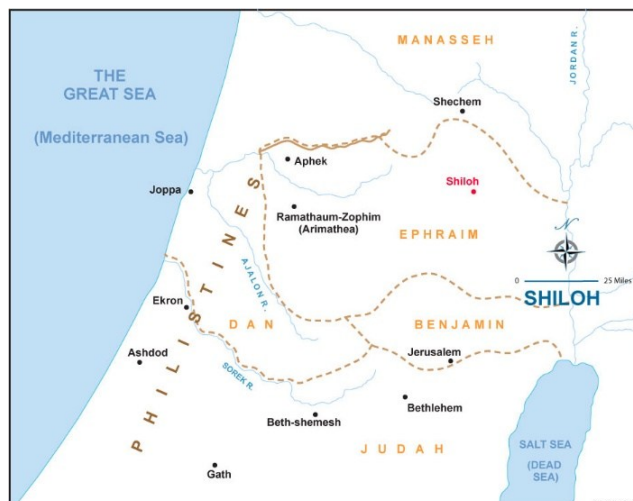 MANASSEH
JORDAN R.
THE
GREAT SEA
(Mediterranean Sea)
Shechem
Aphek
Joppa
Shiloh
Ramathaum-Zophim
(Arimathea)
EPHRAIM
N
PHILISTINES
AJALON R.
0 25 Miles
SHILOH
Ekron
DAN
BENJAMIN
Ashdod
SOREK R.
Jerusalem
Bethlehem
Beth-shemesh
JUDAH
SALT SEA
(DEAD
SEA)
Gath